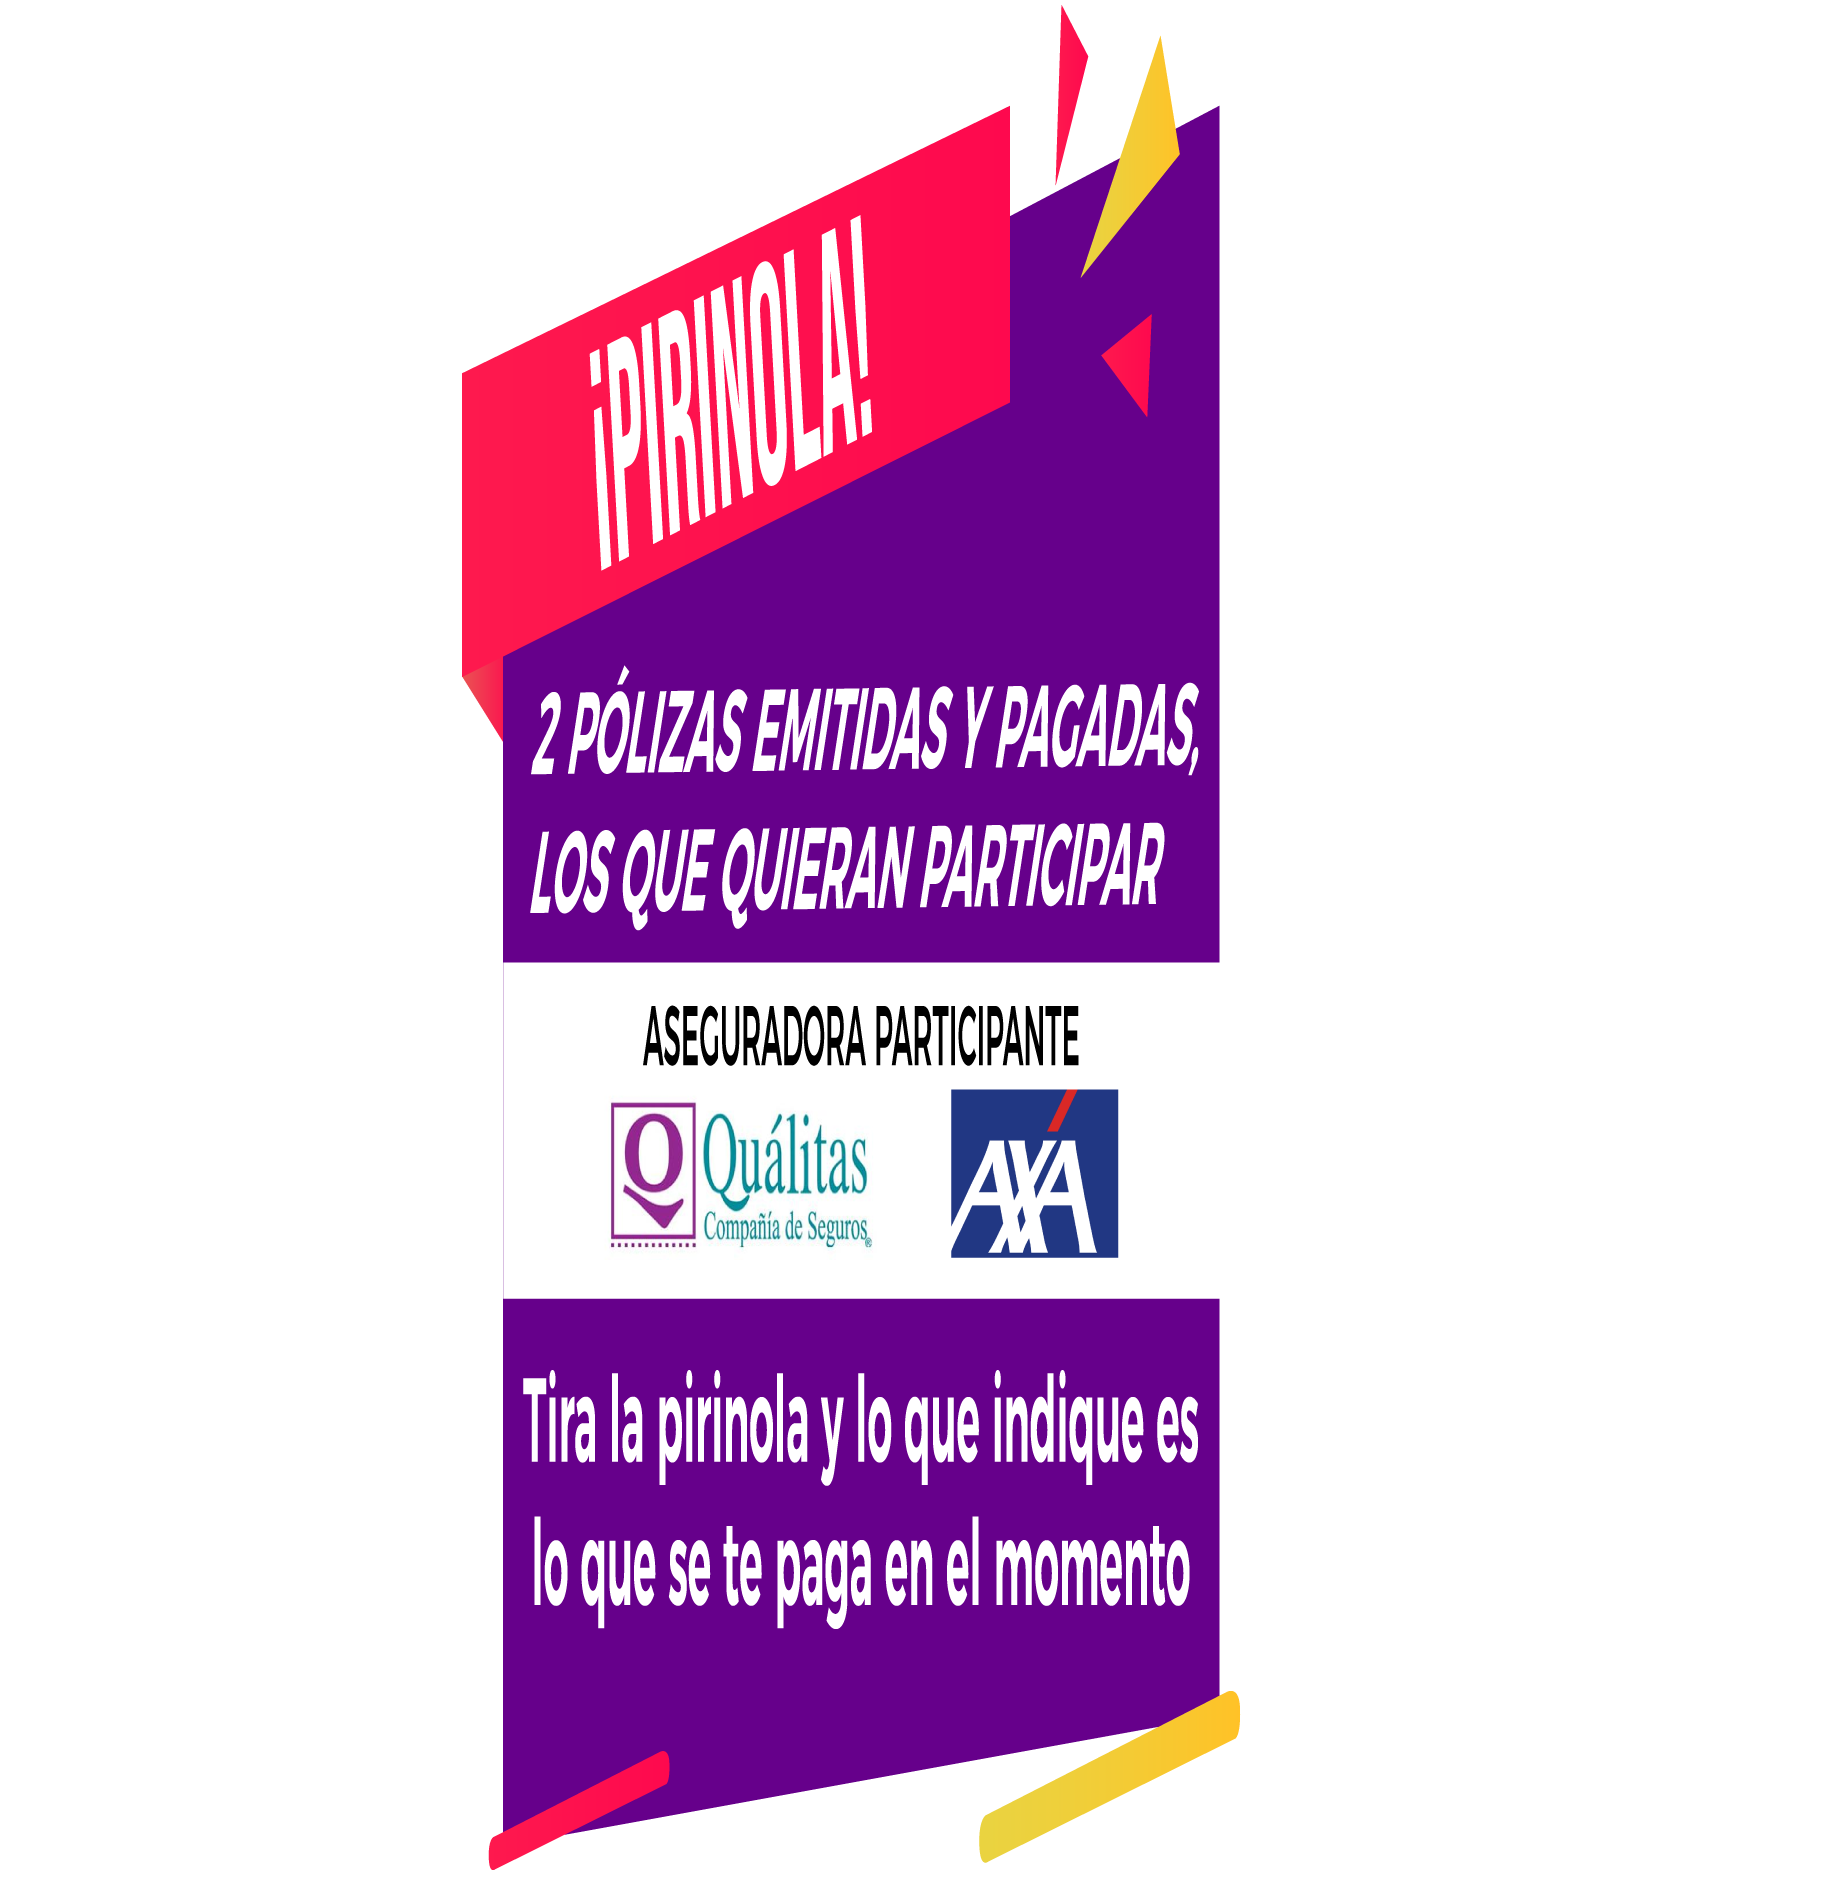 ¡PIRINOLA!
2 PÓLIZAS EMITIDAS Y PAGADAS,
LOS QUE QUIERAN PARTICIPAR
ASEGURADORA PARTICIPANTE
Q Quálitas
Compañía de Seguros®
AXA
Tira la pirinola y lo que indique es
lo que se te paga en el momento